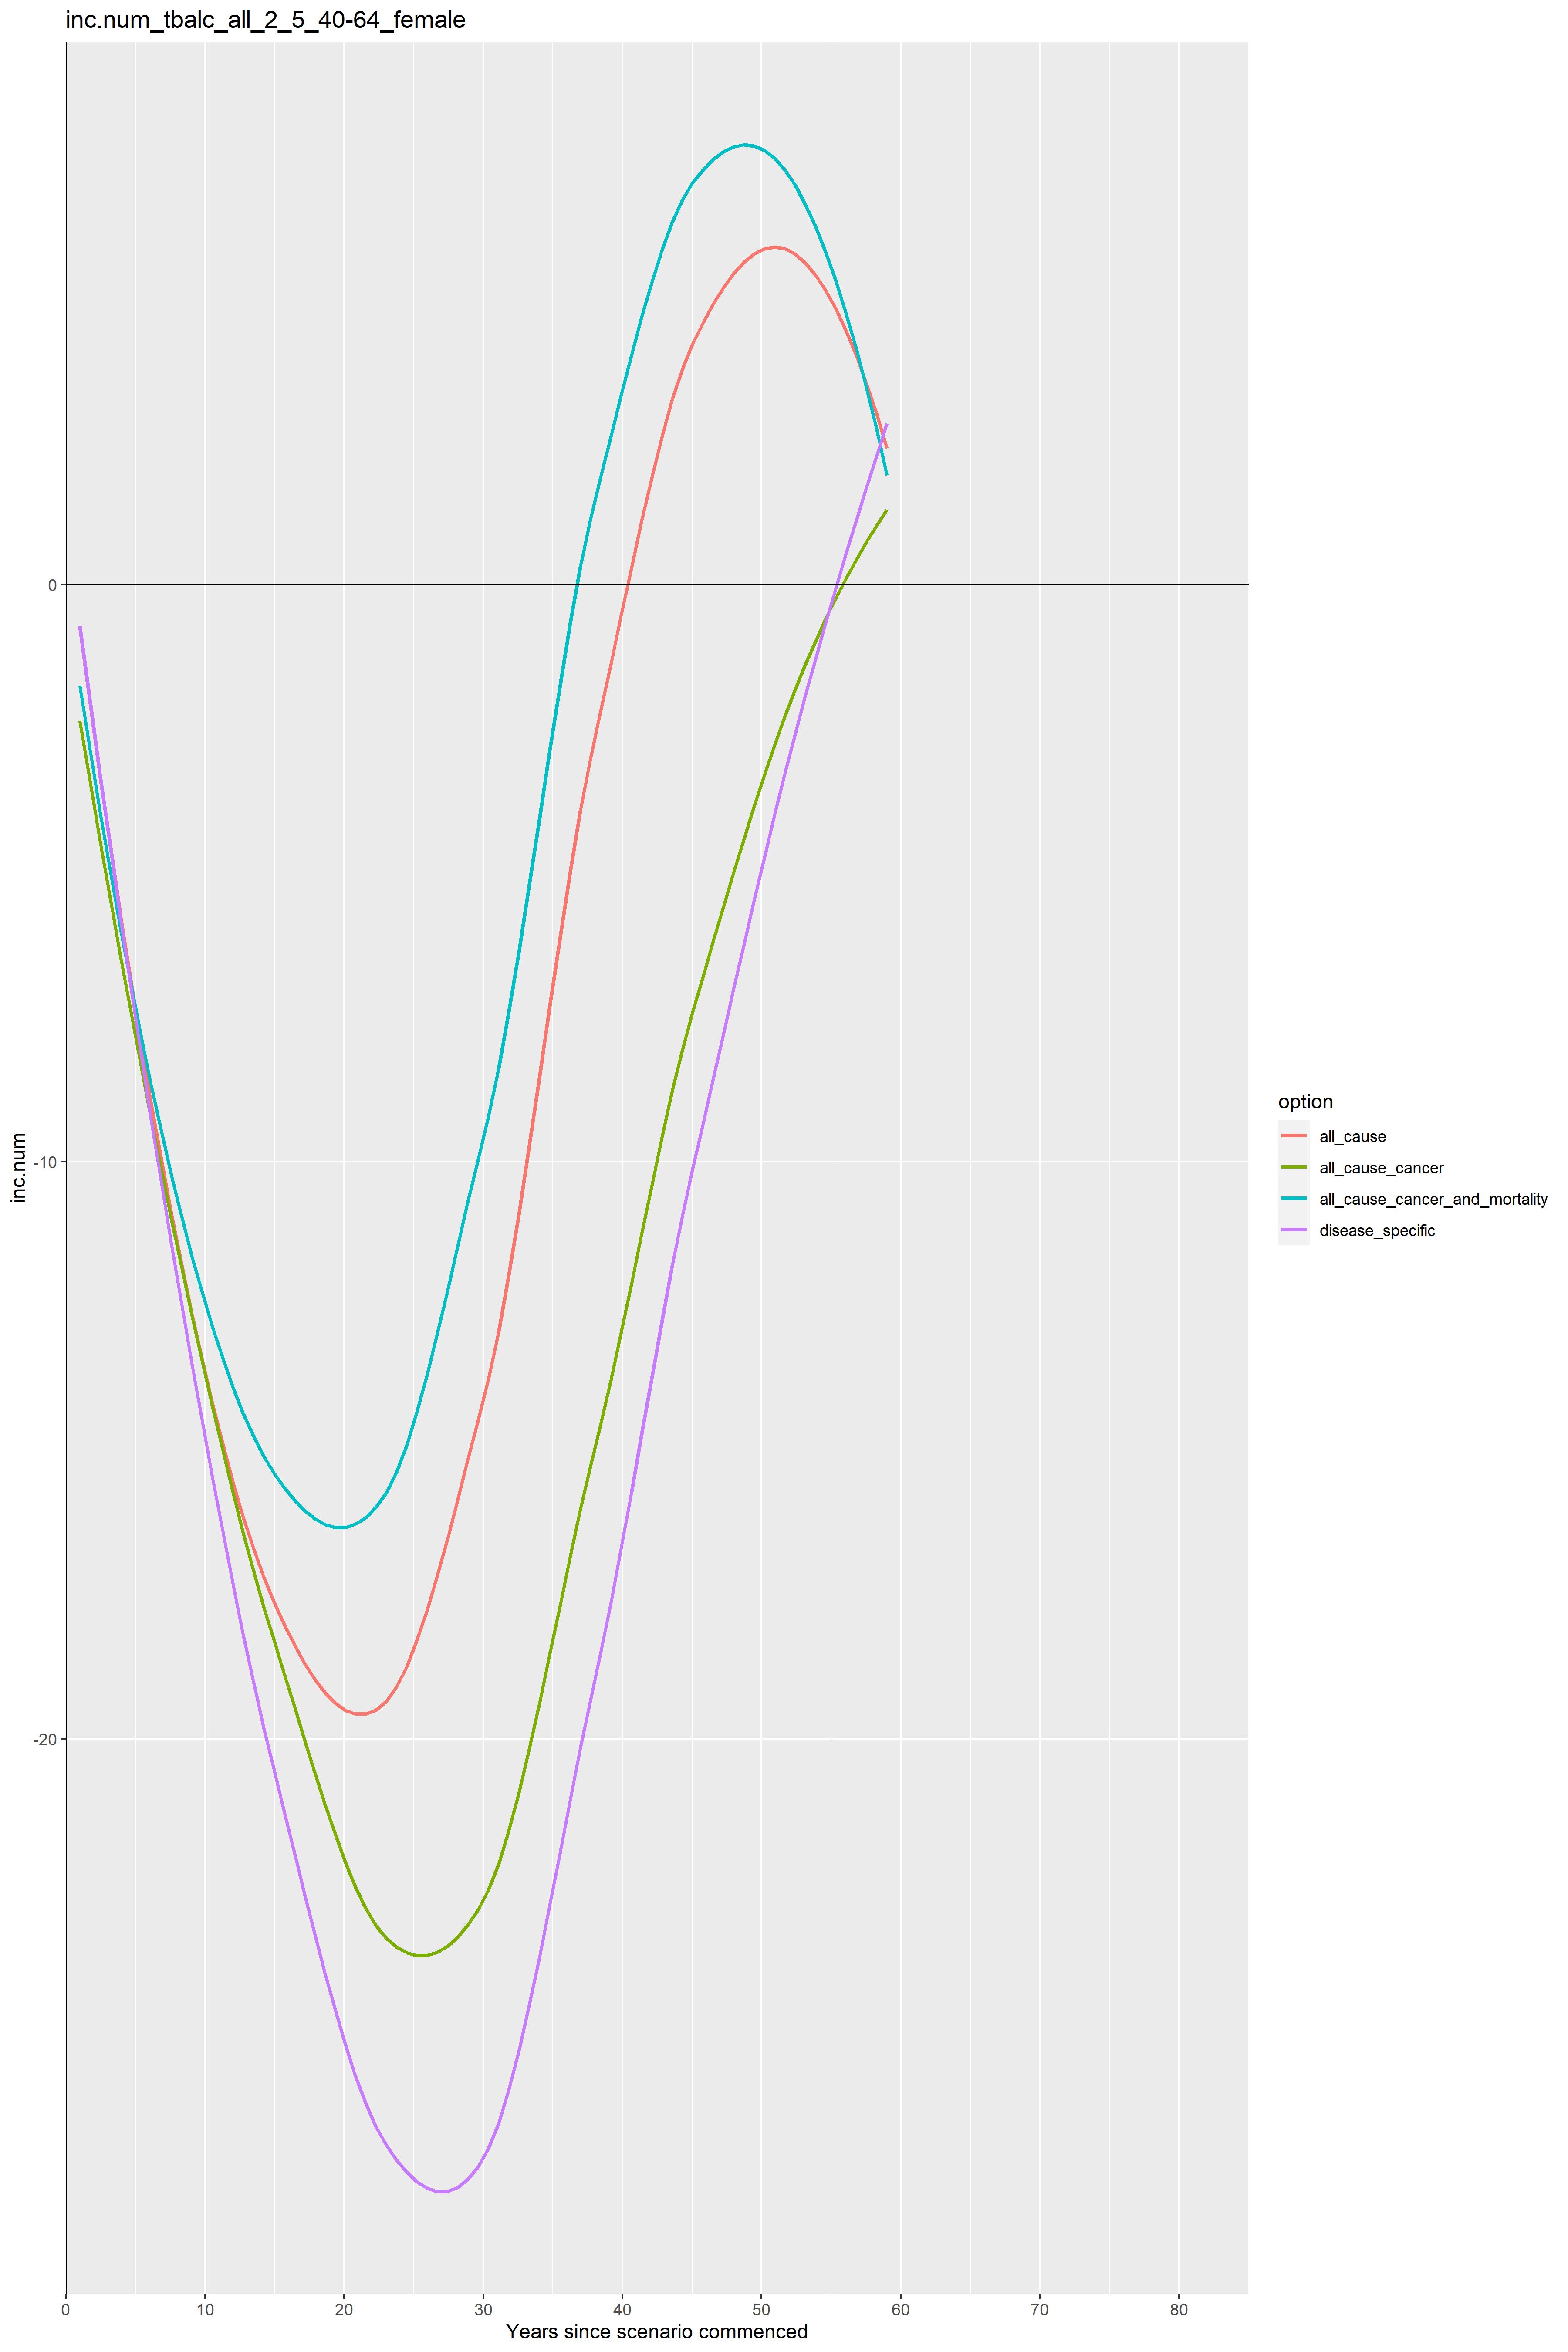 inc.num_tbalc_all_2_5_40-64_female
inc.num
0
-10
-20
0 10 20 30 40 50 60 70 80
Years since scenario commenced
option
all_cause
all_cause_cancer
all_cause_cancer_and_mortality
disease_specific